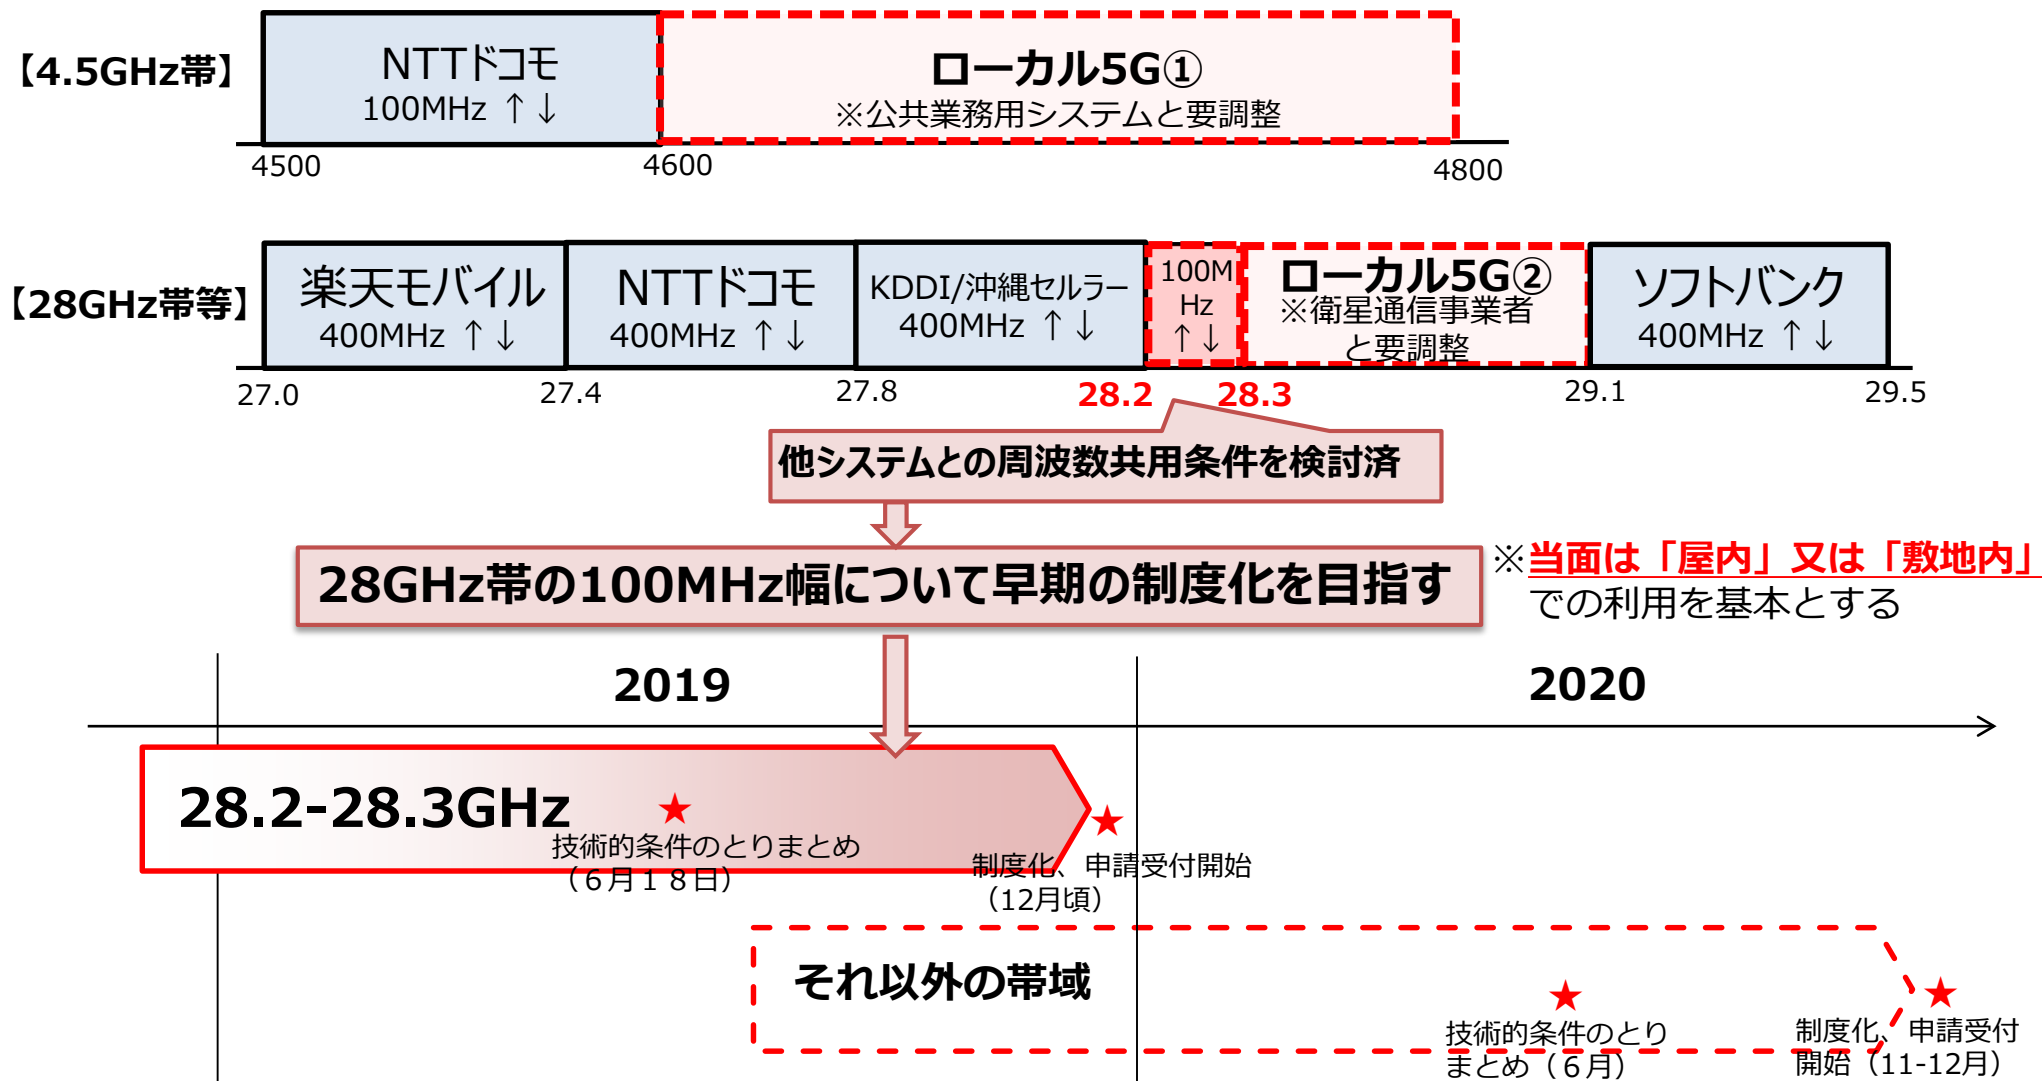 【4.5GHz帯】
NTTドコモ
100MHz ↑↓
ローカル5G①
※公共業務用システムと要調整
4500
4600
4800
【28GHz帯等】
楽天モバイル
400MHz ↑↓
NTTドコモ
400MHz ↑↓
KDDI/沖縄セルラー
400MHz ↑↓
100M
Hz
↑↓
ローカル5G②
※衛星通信事業者
と要調整
ソフトバンク
400MHz ↑↓
27.0
27.4
27.8
28.2
28.3
29.1
29.5
他システムとの周波数共用条件を検討済
28GHz帯の100MHz幅について早期の制度化を目指す
※当面は「屋内」又は「敷地内」
での利用を基本とする
2019
2020
28.2-28.3GHz
★
技術的条件のとりまとめ
（６月１８日）
★
制度化、申請受付開始
（12月頃）
それ以外の帯域
★
技術的条件のとり
まとめ（６月）
★
制度化、申請受付
開始（11-12月）